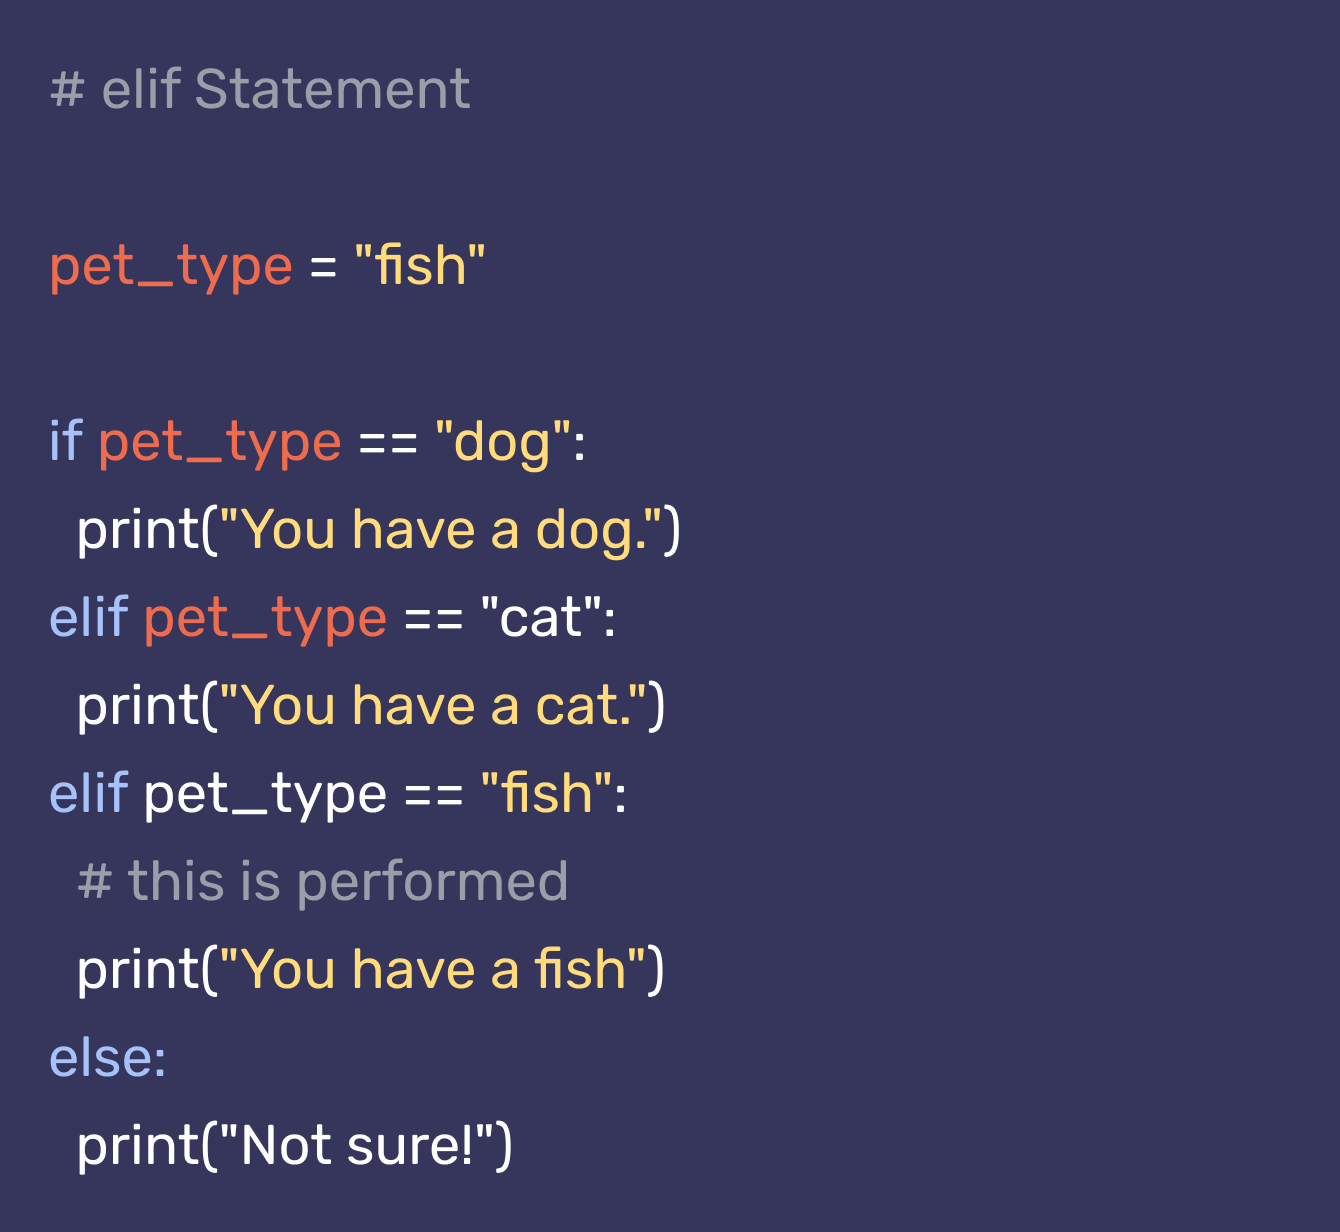 # elif Statement
pet_type = "fish"
if pet_type == "dog":
print("You have a dog.")
elif pet_type == "cat":
print("You have a cat.")
elif pet_type == "fish":
# this is performed
print("You have a fish")
else:
print("Not sure!")